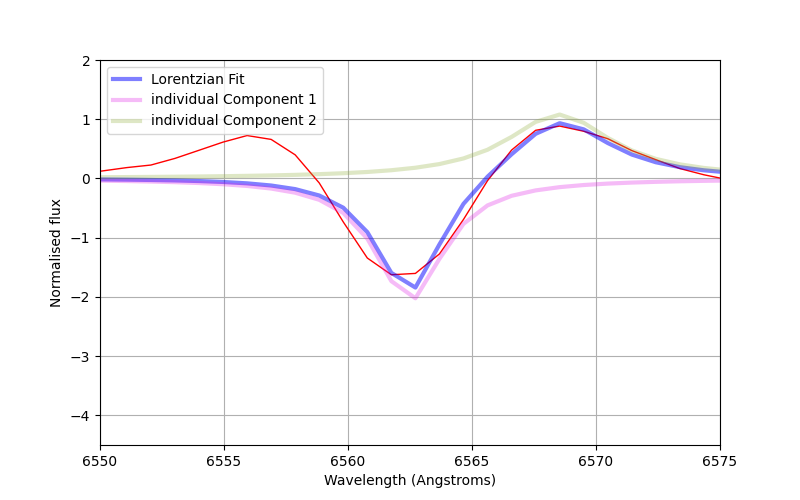 2
1
0
−1
−2
−3
−4
Normalised flux
Lorentzian Fit
individual Component 1
individual Component 2
6550 6555 6560 6565 6570 6575
Wavelength (Angstroms)